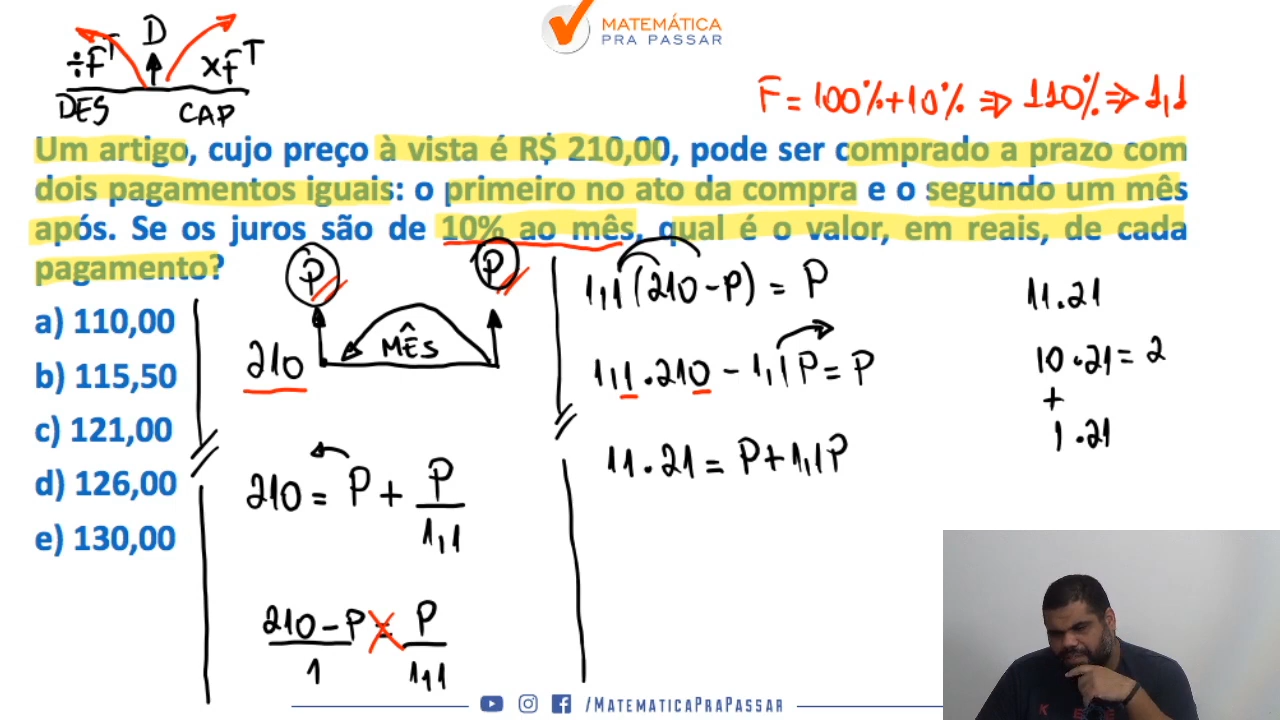 MATEMÁTICA
PRA PASSAR
D
÷F^T
xF^T
DES
CAP
F = 100%+10% ⇒ 110% ⇒ 1,1
Um artigo, cujo preço à vista é R$ 210,00, pode ser comprado a prazo com
dois pagamentos iguais: o primeiro no ato da compra e o segundo um mês
após. Se os juros são de 10% ao mês, qual é o valor, em reais, de cada
pagamento?
a) 110,00
b) 115,50
c) 121,00
d) 126,00
e) 130,00
P
P
210
MÊS
210 = P + P/1,1
210 - P = P
1
1,1
1,1(210-P) = P
1,1.210 - 1,1P = P
11.21 = P+1,1P
11.21
10.21 = 2
+
1.21
/MATEMATICAPRAPASSAR